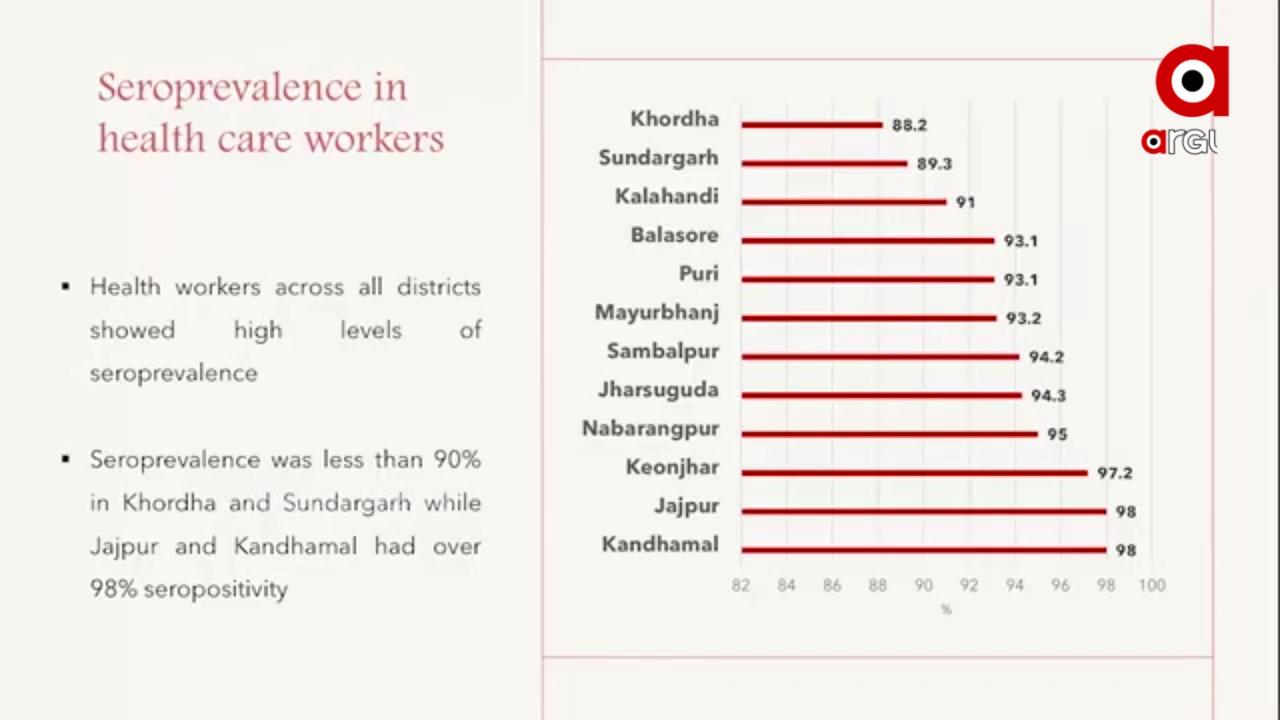 Seroprevalence in
health care workers
▪ Health workers across all districts
showed high levels of
seroprevalence
▪ Seroprevalence was less than 90%
in Khordha and Sundargarh while
Jajpur and Kandhamal had over
98% seropositivity
Khordha 88.2
Sundargarh 89.3
Kalahandi 91
Balasore 93.1
Puri 93.1
Mayurbhanj 93.2
Sambalpur 94.2
Jharsuguda 94.3
Nabarangpur 95
Keonjhar 97.2
Jajpur 98
Kandhamal 98
82 84 86 88 90 92 94 96 98 100
%